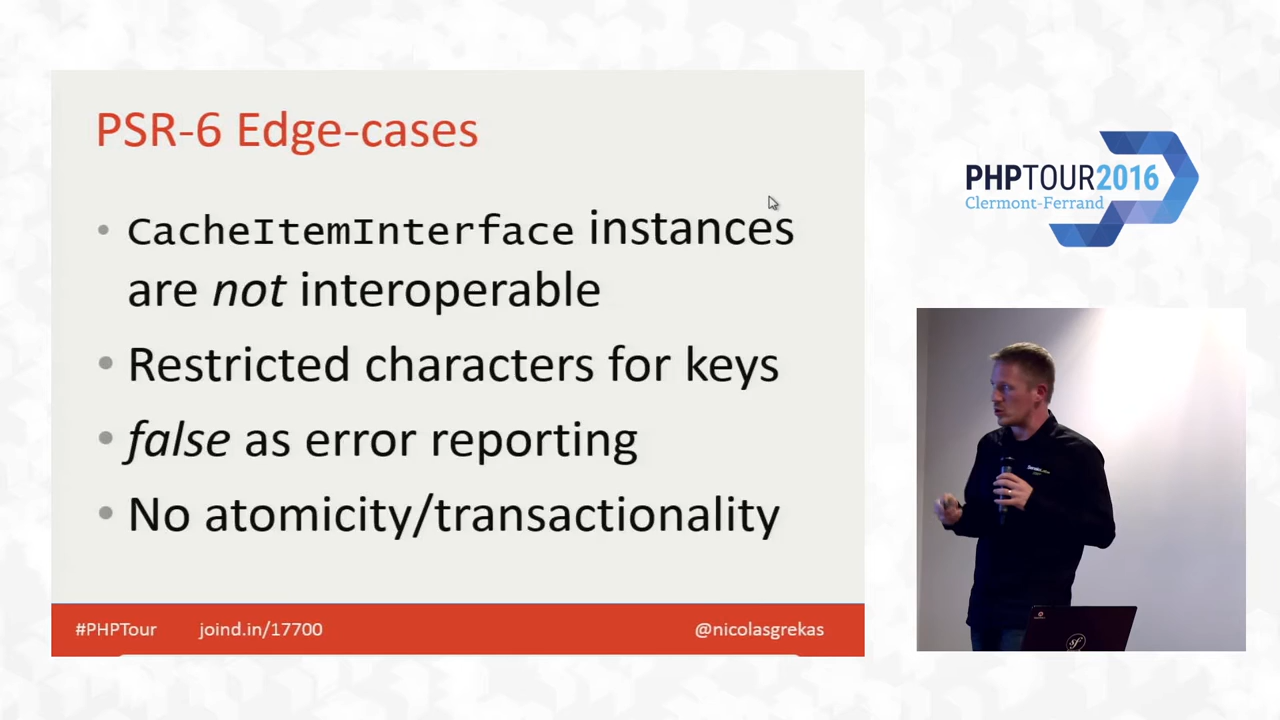 PSR-6 Edge-cases
• CacheItemInterface instances
are not interoperable
• Restricted characters for keys
• false as error reporting
• No atomicity/transactionality
#PHPTour joind.in/17700 @nicolasgrekas
PHPTOUR2016
Clermont-Ferrand
sf